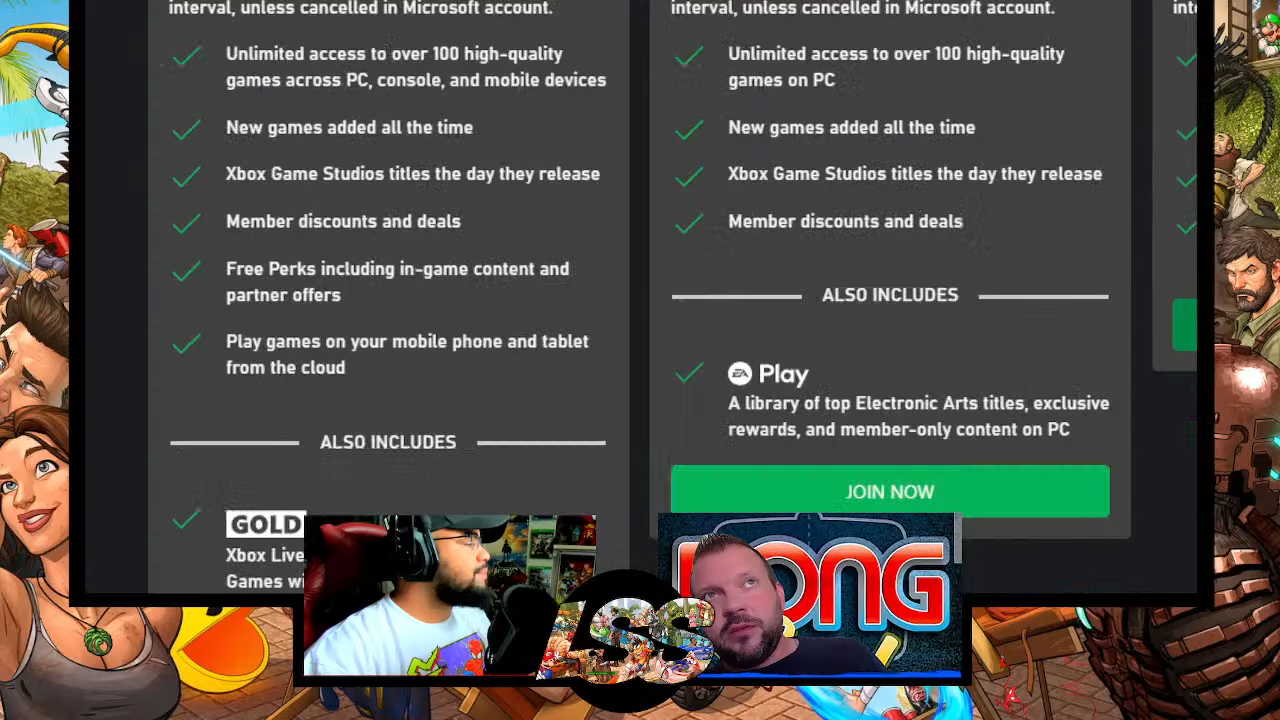 interval, unless cancelled in Microsoft account.
Unlimited access to over 100 high-quality
games across PC, console, and mobile devices
New games added all the time
Xbox Game Studios titles the day they release
Member discounts and deals
Free Perks including in-game content and
partner offers
Play games on your mobile phone and tablet
from the cloud
ALSO INCLUDES
GOLD
Xbox Live
Games wi
interval, unless cancelled in Microsoft account.
Unlimited access to over 100 high-quality
games on PC
New games added all the time
Xbox Game Studios titles the day they release
Member discounts and deals
ALSO INCLUDES
EA Play
A library of top Electronic Arts titles, exclusive
rewards, and member-only content on PC
JOIN NOW
int
PONG
LSS